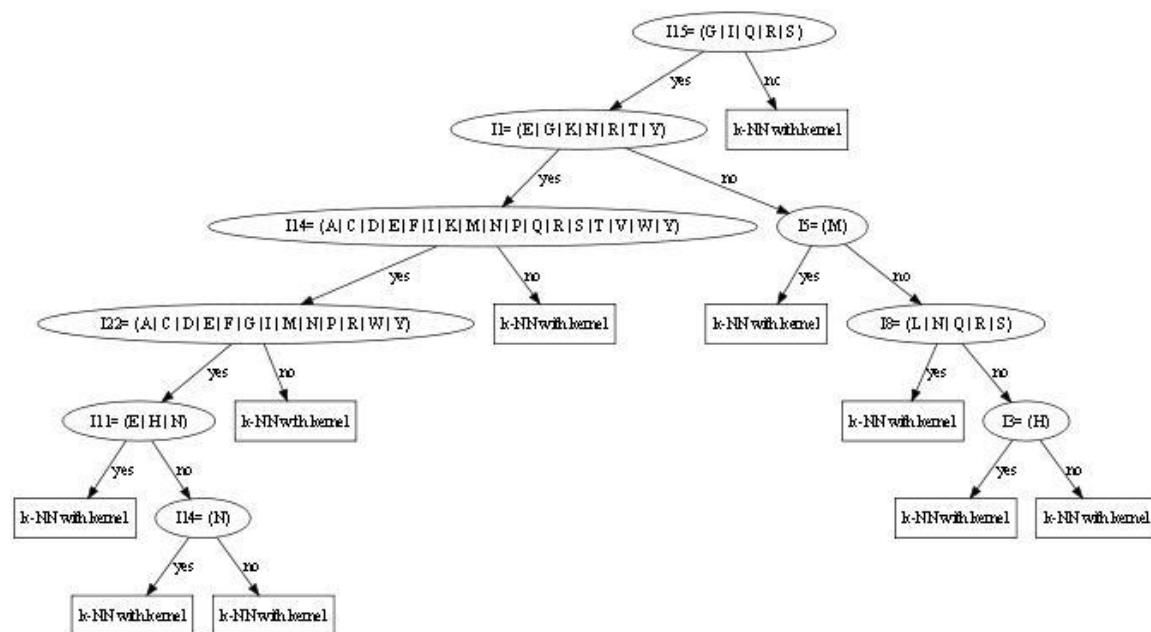 I15= (G | I | Q | R | S )
yes
no
I1= (E | G | K | N | R | T | Y)
k-NN with kernel
yes
no
I14= (A | C | D | E | F | I | K | M | N | P | Q | R | S | T | V | W | Y)
I5= (M)
yes
no
yes
no
I22= (A | C | D | E | F | G | I | M | N | P | R | W | Y)
k-NN with kernel
k-NN with kernel
I8= (L | N | Q | R | S)
yes
no
yes
no
I11= (E | H | N)
k-NN with kernel
k-NN with kernel
I3= (H)
yes
no
yes
no
k-NN with kernel
I14= (N)
k-NN with kernel
k-NN with kernel
yes
no
k-NN with kernel
k-NN with kernel